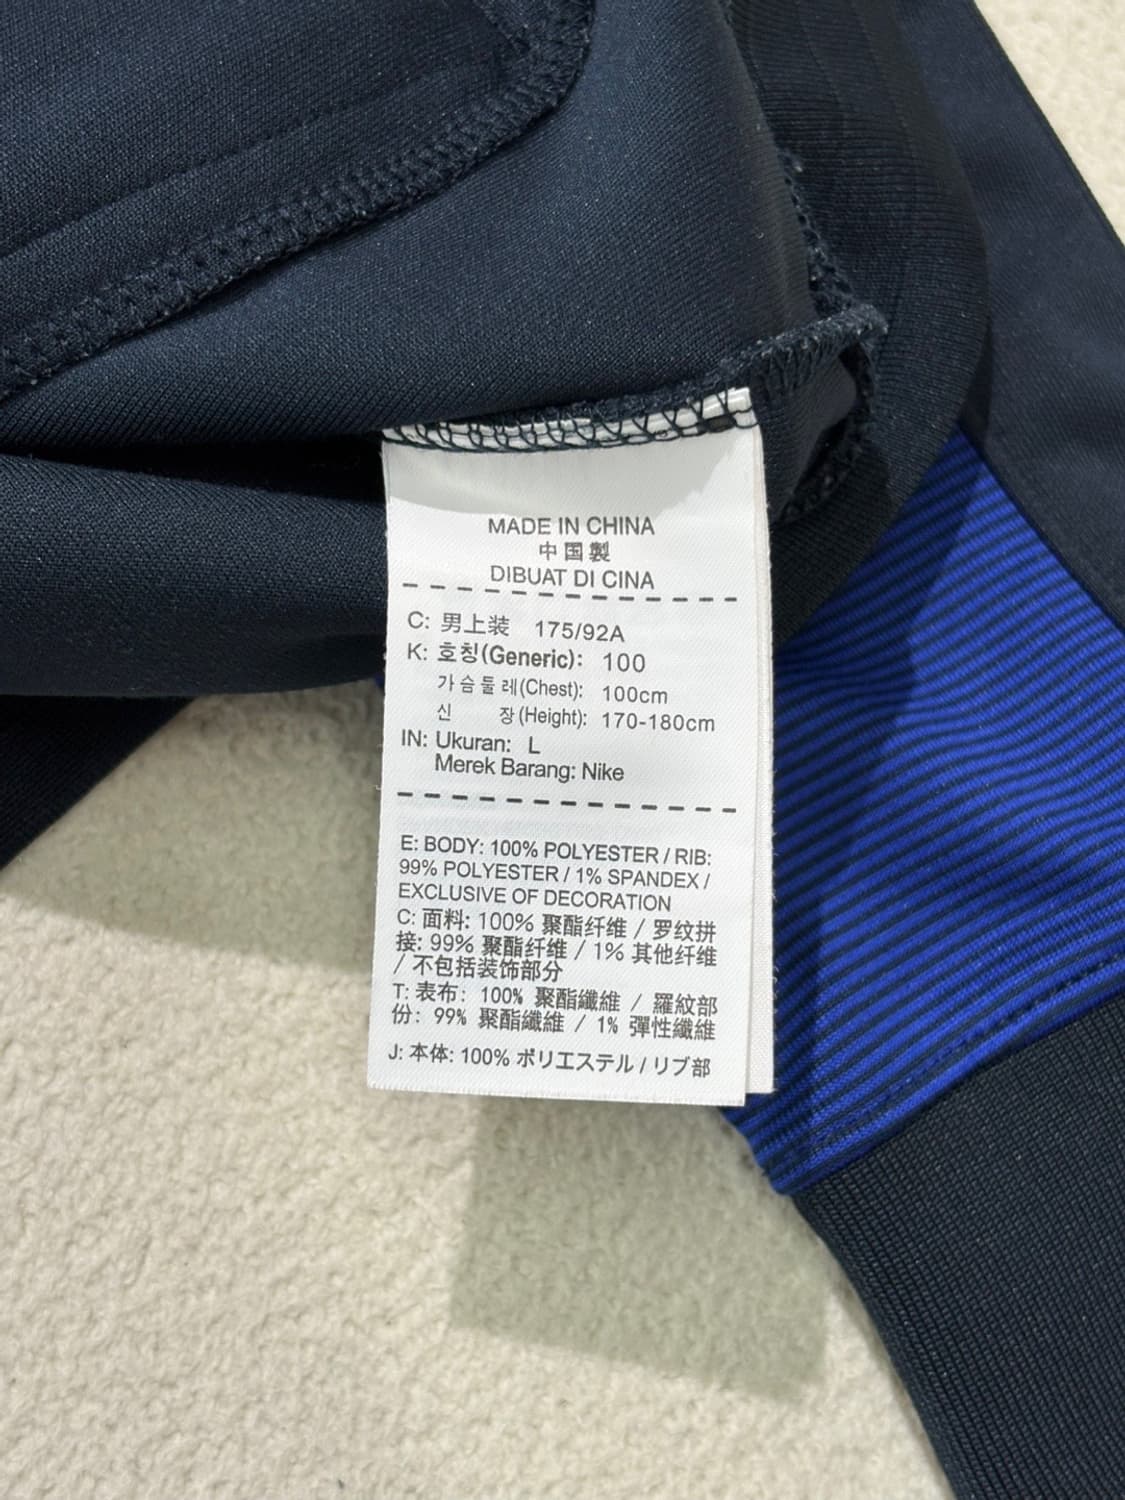 MADE IN CHINA
中国製
DIBUAT DI CINA
C: 男上装 175/92A
K: 호칭(Generic): 100
가슴둘레(Chest): 100cm
신 장(Height): 170-180cm
IN: Ukuran: L
Merek Barang: Nike
E: BODY: 100% POLYESTER / RIB:
99% POLYESTER / 1% SPANDEX /
EXCLUSIVE OF DECORATION
C: 面料: 100% 聚酯纤维 / 罗纹拼
接: 99% 聚酯纤维 / 1% 其他纤维
/ 不包括装饰部分
T: 表布: 100% 聚酯纖維 / 羅紋部
份: 99% 聚酯纖維 / 1% 彈性纖維
J: 本体: 100% ポリエステル / リブ部